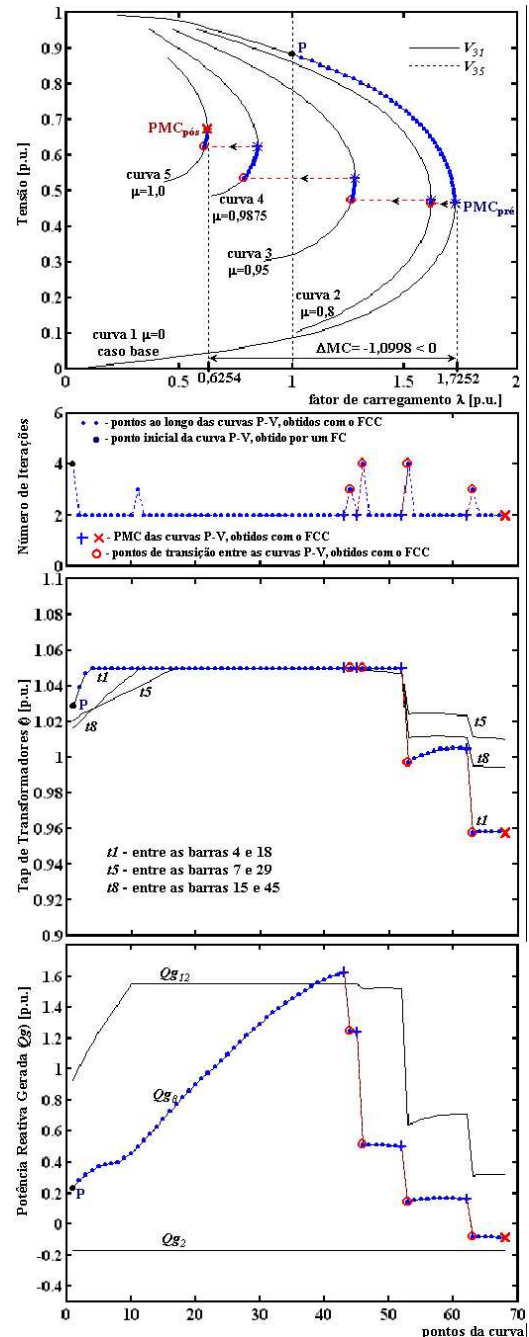 Tensão [p.u.]
1
0.9
0.8
0.7
0.6
0.5
0.4
0.3
0.2
0.1
0
P
V31
V35
PMCpós
PMCpré
curva 5
μ=1,0
curva 4
μ=0,9875
curva 3
μ=0,95
curva 2
μ=0,8
curva 1 μ=0
caso base
ΔMC= -1,0998 < 0
0 0.5 1 1.5 2
0,6254 1,7252
fator de carregamento λ [p.u.]
Número de Iterações
6
4
2
0
- pontos ao longo das curvas P-V, obtidos com o FCC
- ponto inicial da curva P-V, obtido por um FC
- PMC das curvas P-V, obtidos com o FCC
- pontos de transição entre as curvas P-V, obtidos com o FCC
Tap de Transformadores (t) [p.u.]
1.1
1.08
1.06
1.04
1.02
1
0.98
0.96
0.94
0.92
0.9
P
t1
t5
t8
t5
t8
t1
t1 - entre as barras 4 e 18
t5 - entre as barras 7 e 29
t8 - entre as barras 15 e 45
Potência Reativa Gerada (Qg) [p.u.]
1.6
1.4
1.2
1
0.8
0.6
0.4
0.2
0
-0.2
-0.4
Qg12
Qg8
P
Qg2
0 10 20 30 40 50 60 70
pontos da curva